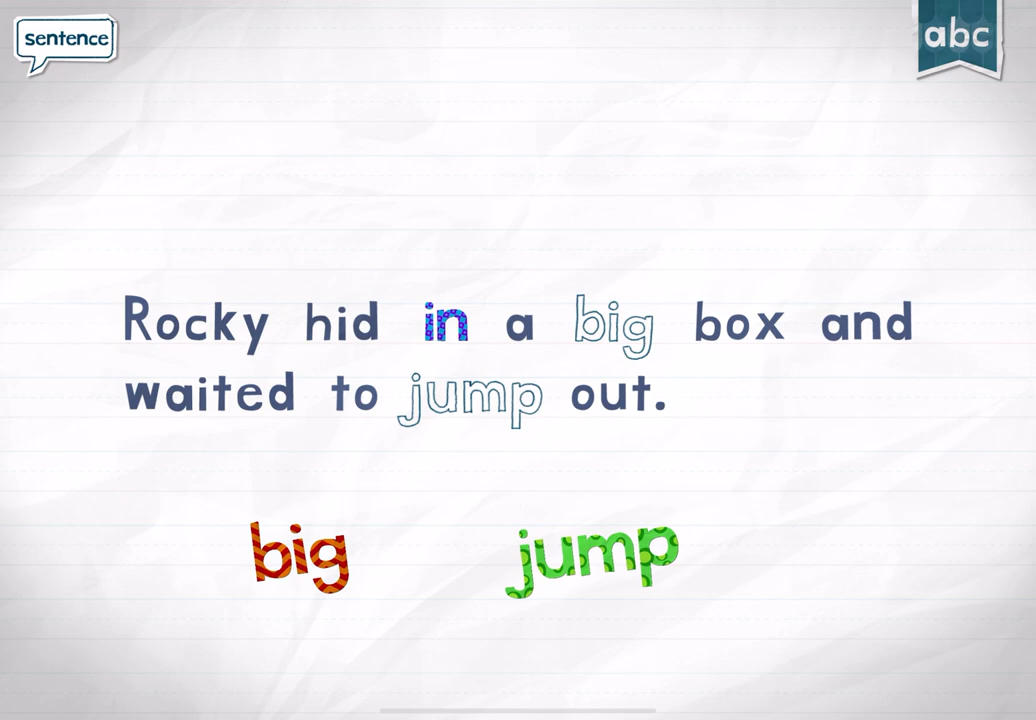 sentence
abc
Rocky hid in a big box and
waited to jump out.
big jump